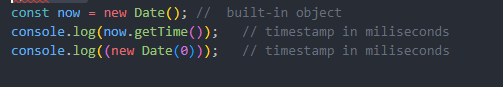 const now = new Date(); //  built-in object
console.log(now.getTime());   // timestamp in miliseconds
console.log((new Date(0)));   // timestamp in miliseconds